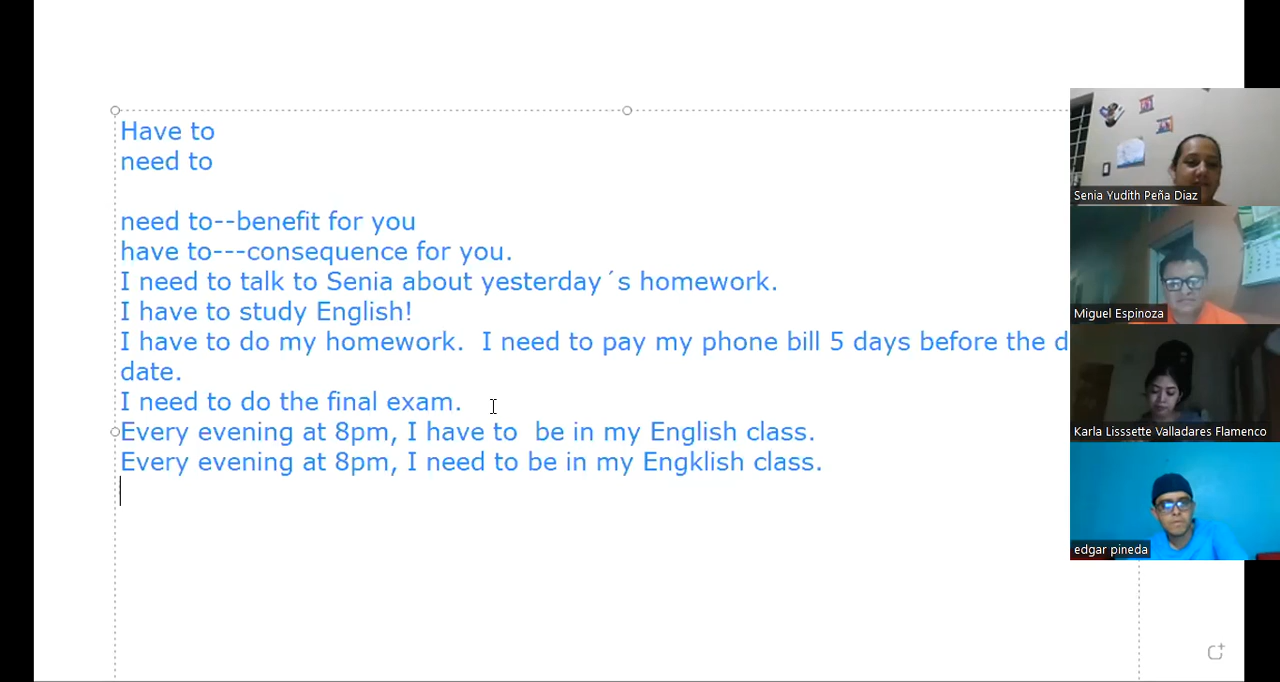 Have to
need to
need to--benefit for you
have to---consequence for you.
I need to talk to Senia about yesterday´s homework.
I have to study English!
I have to do my homework.  I need to pay my phone bill 5 days before the
date.
I need to do the final exam.
Every evening at 8pm, I have to  be in my English class.
Every evening at 8pm, I need to be in my Engklish class.
Senia Yudith Peña Diaz
Miguel Espinoza
Karla Lisssette Valladares Flamenco
edgar pineda